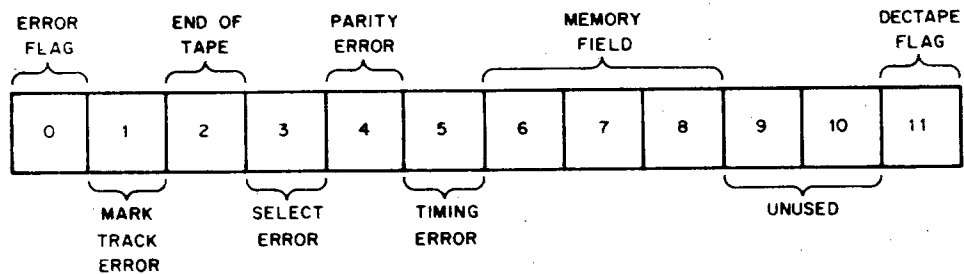 ERROR
FLAG
END OF
TAPE
PARITY
ERROR
MEMORY
FIELD
DECTAPE
FLAG
0 1 2 3 4 5 6 7 8 9 10 11
MARK
TRACK
ERROR
SELECT
ERROR
TIMING
ERROR
UNUSED